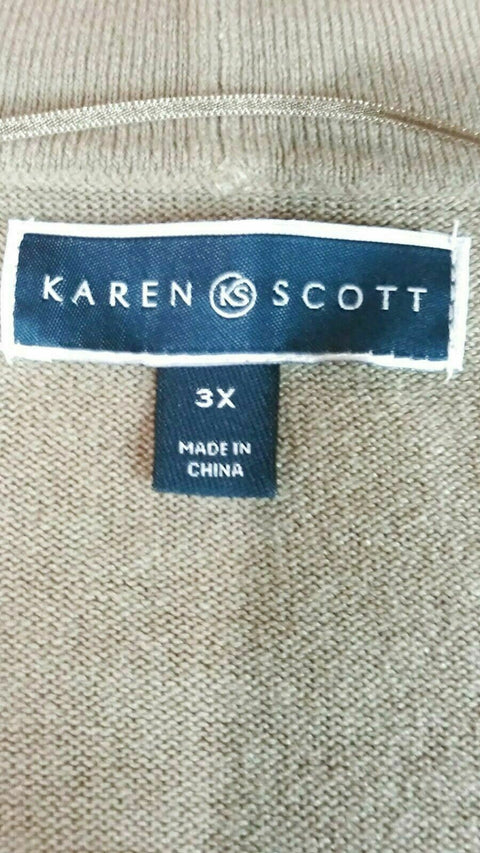 KAREN KS SCOTT
3X
MADE IN
CHINA